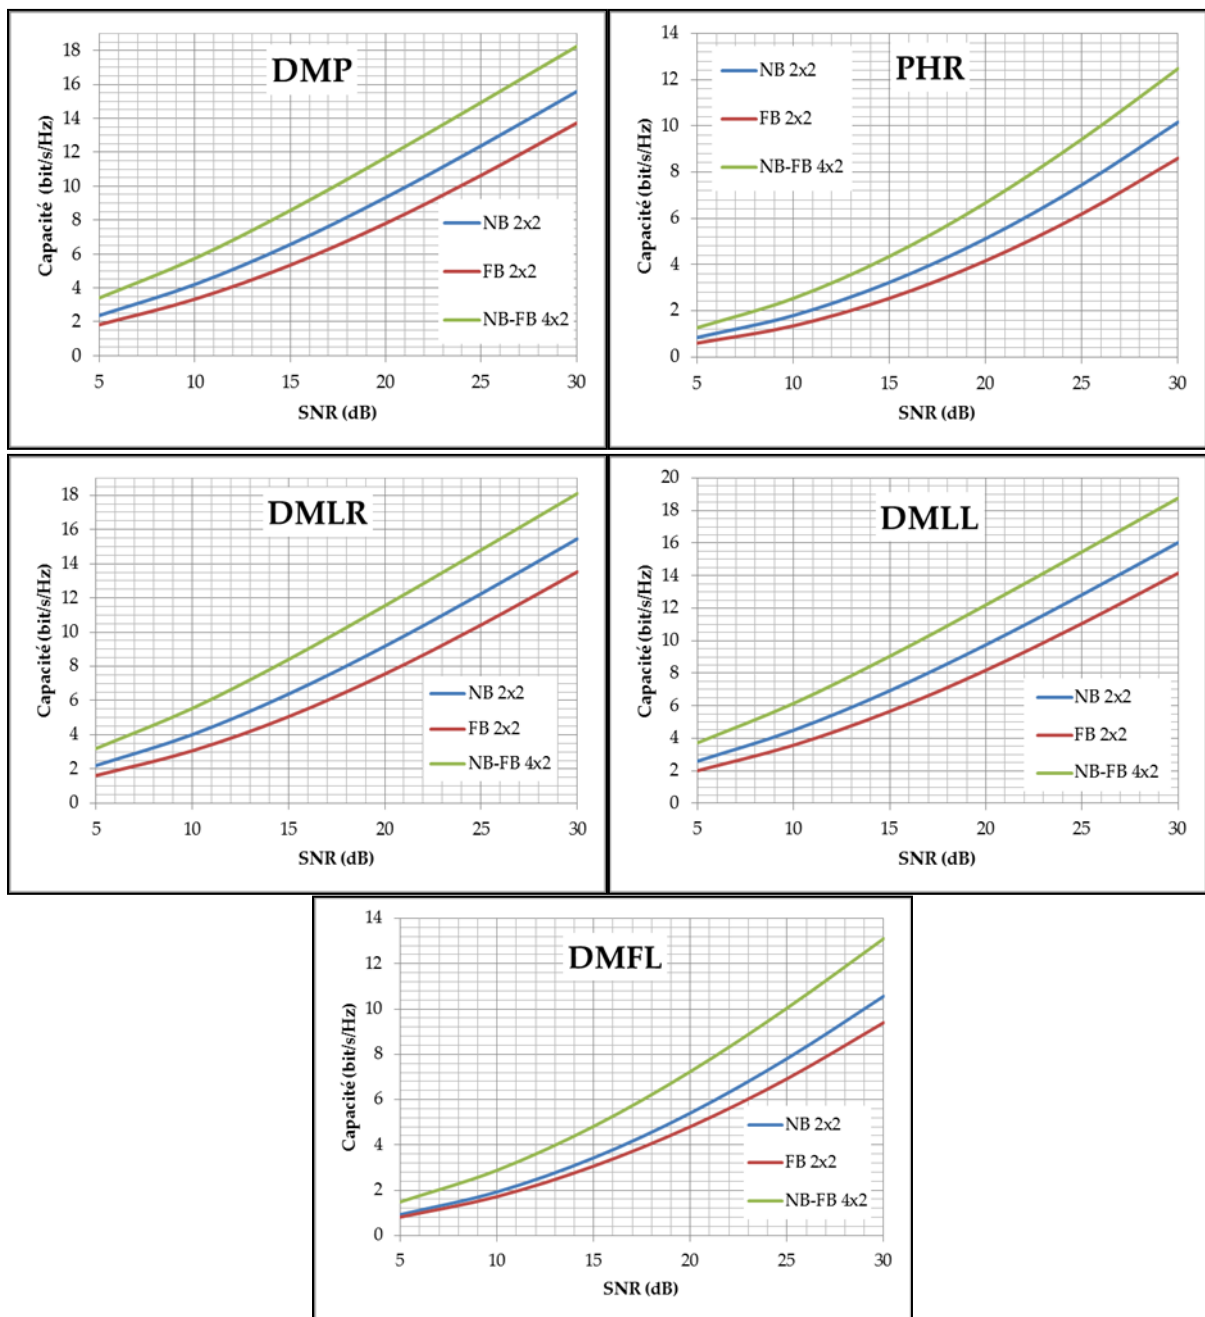 DMP
Capacité (bit/s/Hz)
18
16
14
12
10
8
6
4
2
0
5 10 15 20 25 30
SNR (dB)
NB 2x2
FB 2x2
NB-FB 4x2
PHR
Capacité (bit/s/Hz)
14
12
10
8
6
4
2
0
5 10 15 20 25 30
SNR (dB)
NB 2x2
FB 2x2
NB-FB 4x2
DMLR
Capacité (bit/s/Hz)
18
16
14
12
10
8
6
4
2
0
5 10 15 20 25 30
SNR (dB)
NB 2x2
FB 2x2
NB-FB 4x2
DMLL
Capacité (bit/s/Hz)
20
18
16
14
12
10
8
6
4
2
0
5 10 15 20 25 30
SNR (dB)
NB 2x2
FB 2x2
NB-FB 4x2
DMFL
Capacité (bit/s/Hz)
14
12
10
8
6
4
2
0
5 10 15 20 25 30
SNR (dB)
NB 2x2
FB 2x2
NB-FB 4x2